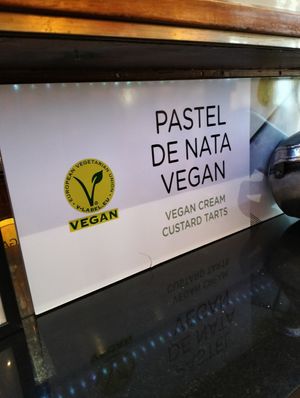 PASTEL
DE NATA
VEGAN
VEGAN CREAM
CUSTARD TARTS
EUROPEAN VEGETARIAN UNION
V-LABEL.EU
VEGAN